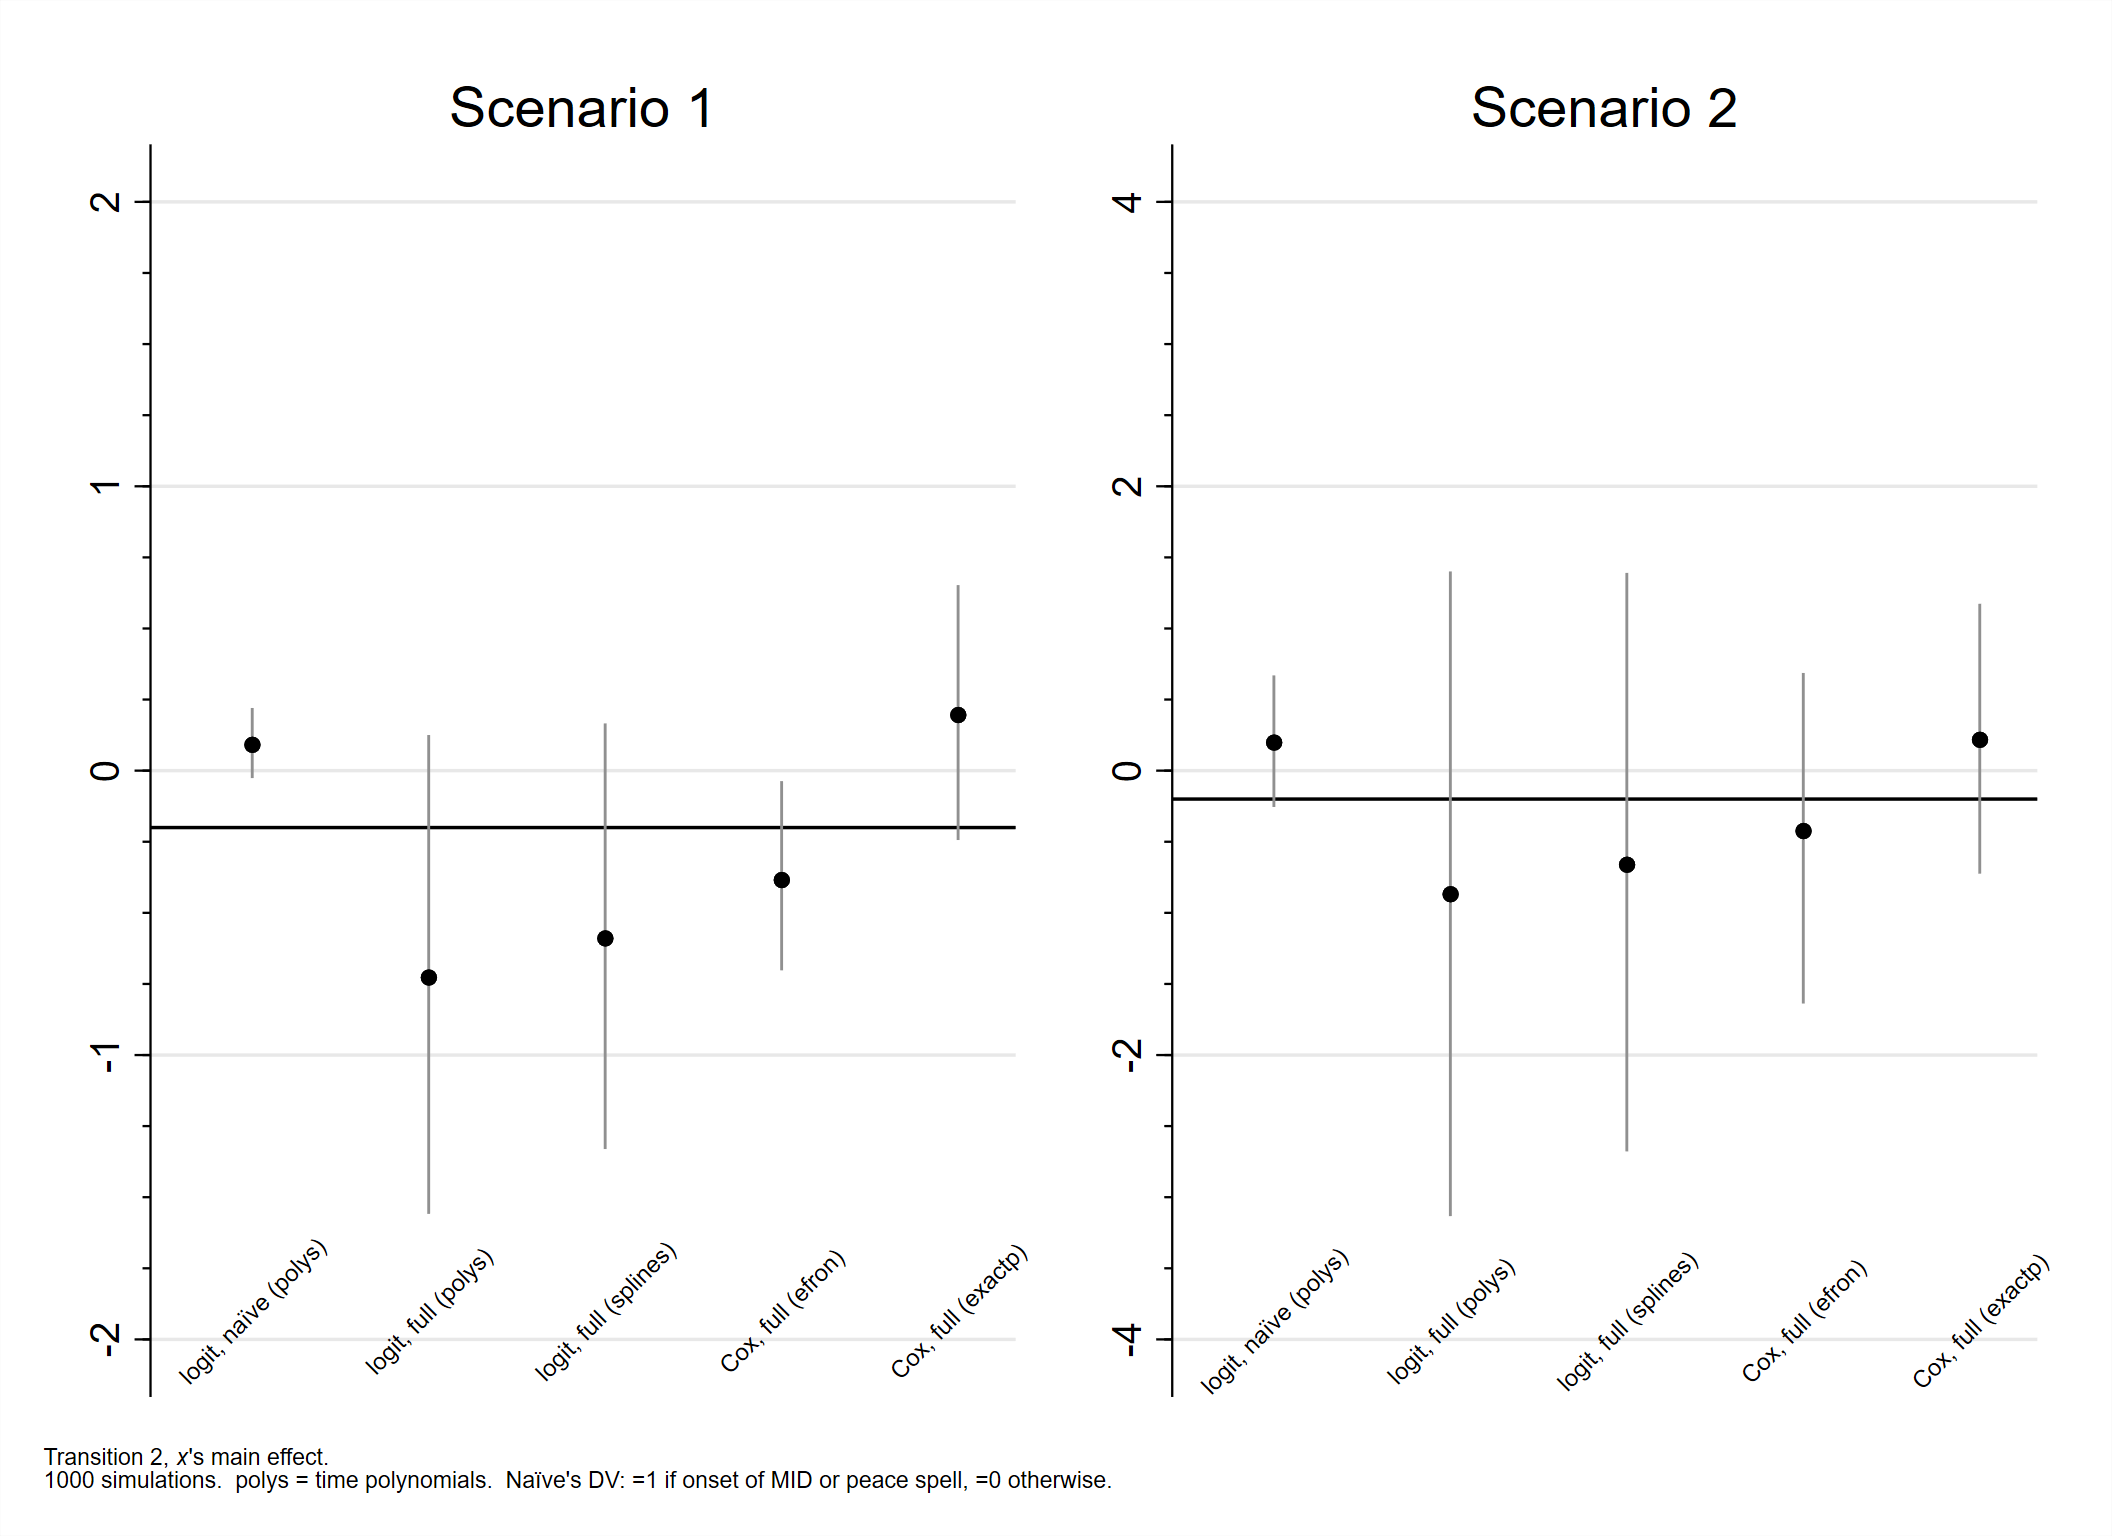 Scenario 1
2
1
0
-1
-2
logit, naïve (polys)
logit, full (polys)
logit, full (splines)
Cox, full (efron)
Cox, full (exactp)
Scenario 2
4
2
0
-2
-4
logit, naïve (polys)
logit, full (polys)
logit, full (splines)
Cox, full (efron)
Cox, full (exactp)
Transition 2, x's main effect.
1000 simulations.  polys = time polynomials.  Naïve's DV: =1 if onset of MID or peace spell, =0 otherwise.